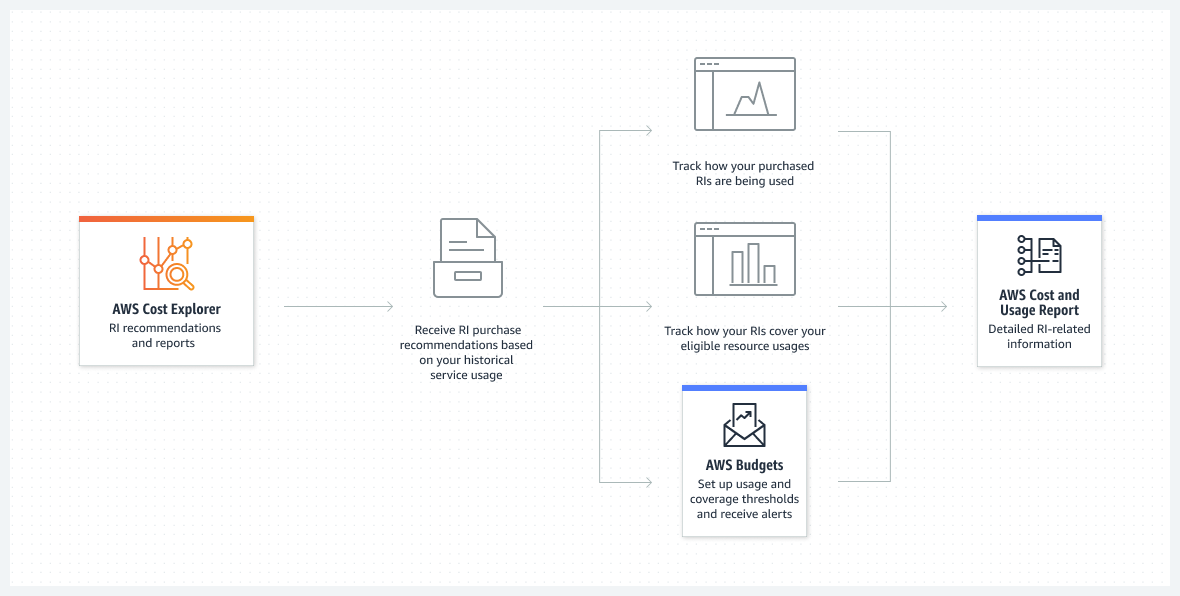 AWS Cost Explorer
RI recommendations
and reports
Receive RI purchase
recommendations based
on your historical
service usage
Track how your purchased
RIs are being used
Track how your RIs cover your
eligible resource usages
AWS Budgets
Set up usage and
coverage thresholds
and receive alerts
AWS Cost and
Usage Report
Detailed RI-related
information